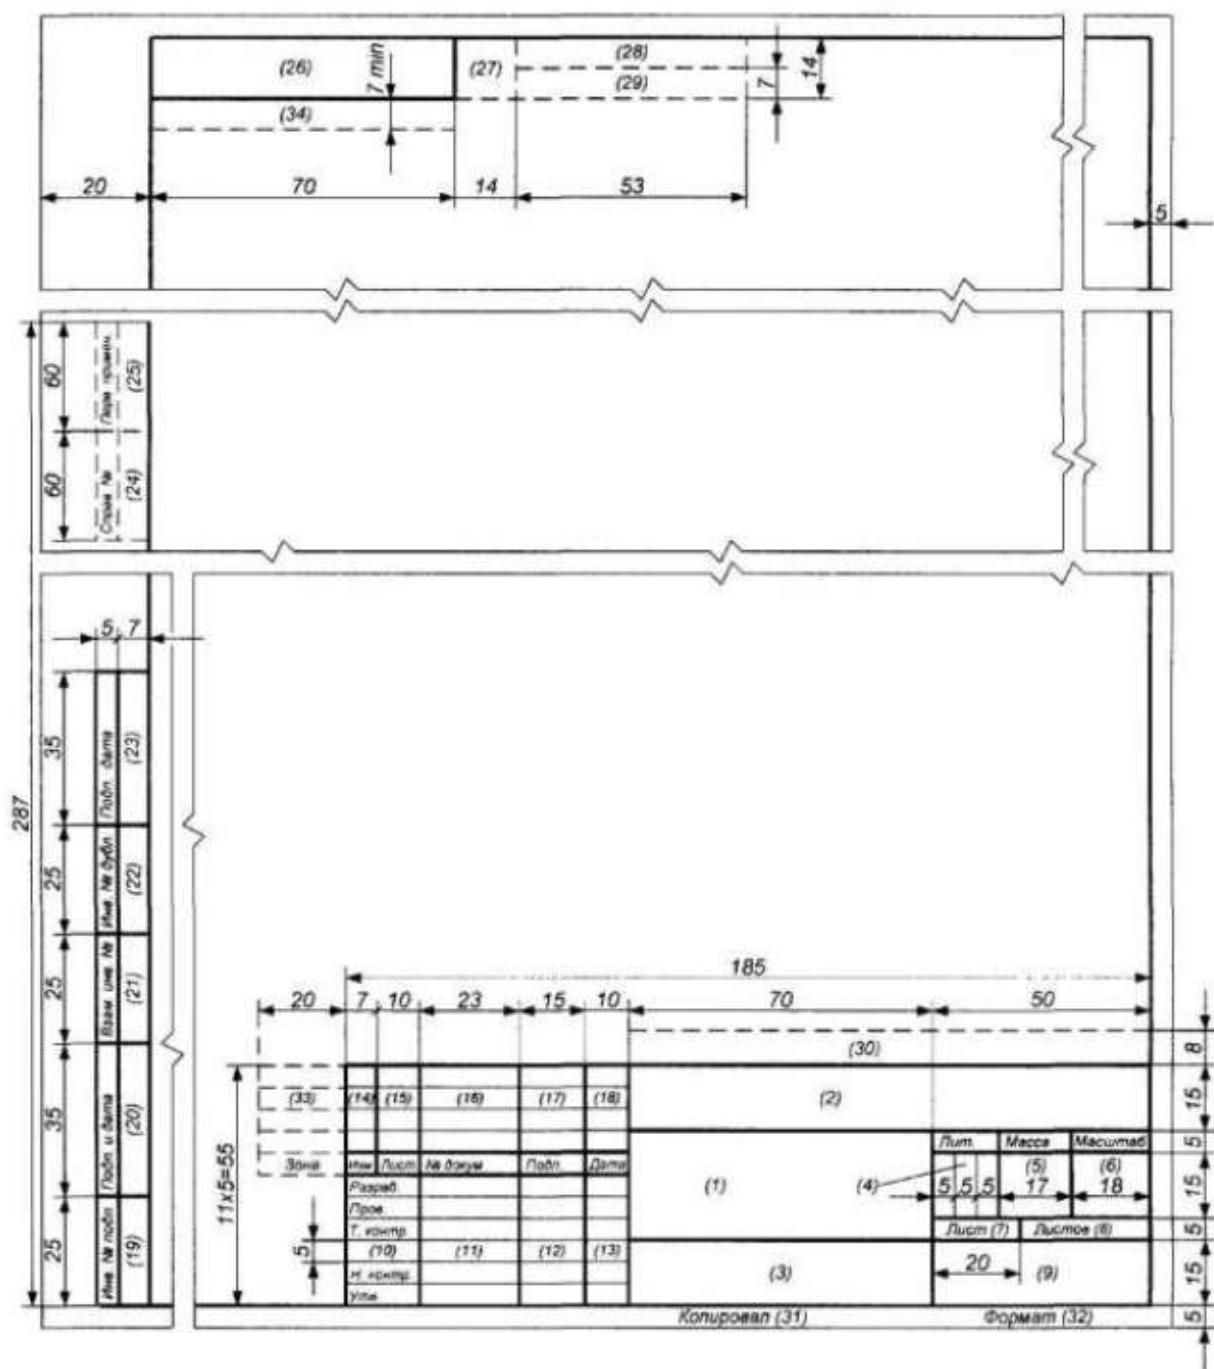 (26) 7 min (27) (28) 14
(29) 7
(34)
20 70 14 53 5
60 Перв. примен. (25)
60 Справ. № (24)
5 7
287
35 Подп. дата (23)
25 Инв. № дубл. (22)
25 Взам. инв. № (21)
35 Подп. и дата (20)
25 Инв. № подл. (19)
185
20 7 10 23 15 10 70 50
(30) 8
(33) (14) (15) (16) (17) (18) (2) 15
Лит. Масса Масштаб 5
Зона Изм. Лист № докум. Подп. Дата (5) (6)
11x5=55 Разраб. (1) (4) 5 5 5 17 18 15
Пров.
Т. контр. Лист (7) Листов (8) 5
5 (10) (11) (12) (13) (3) 20 (9) 15
Н. контр.
Утв.
Копировал (31) Формат (32) 5